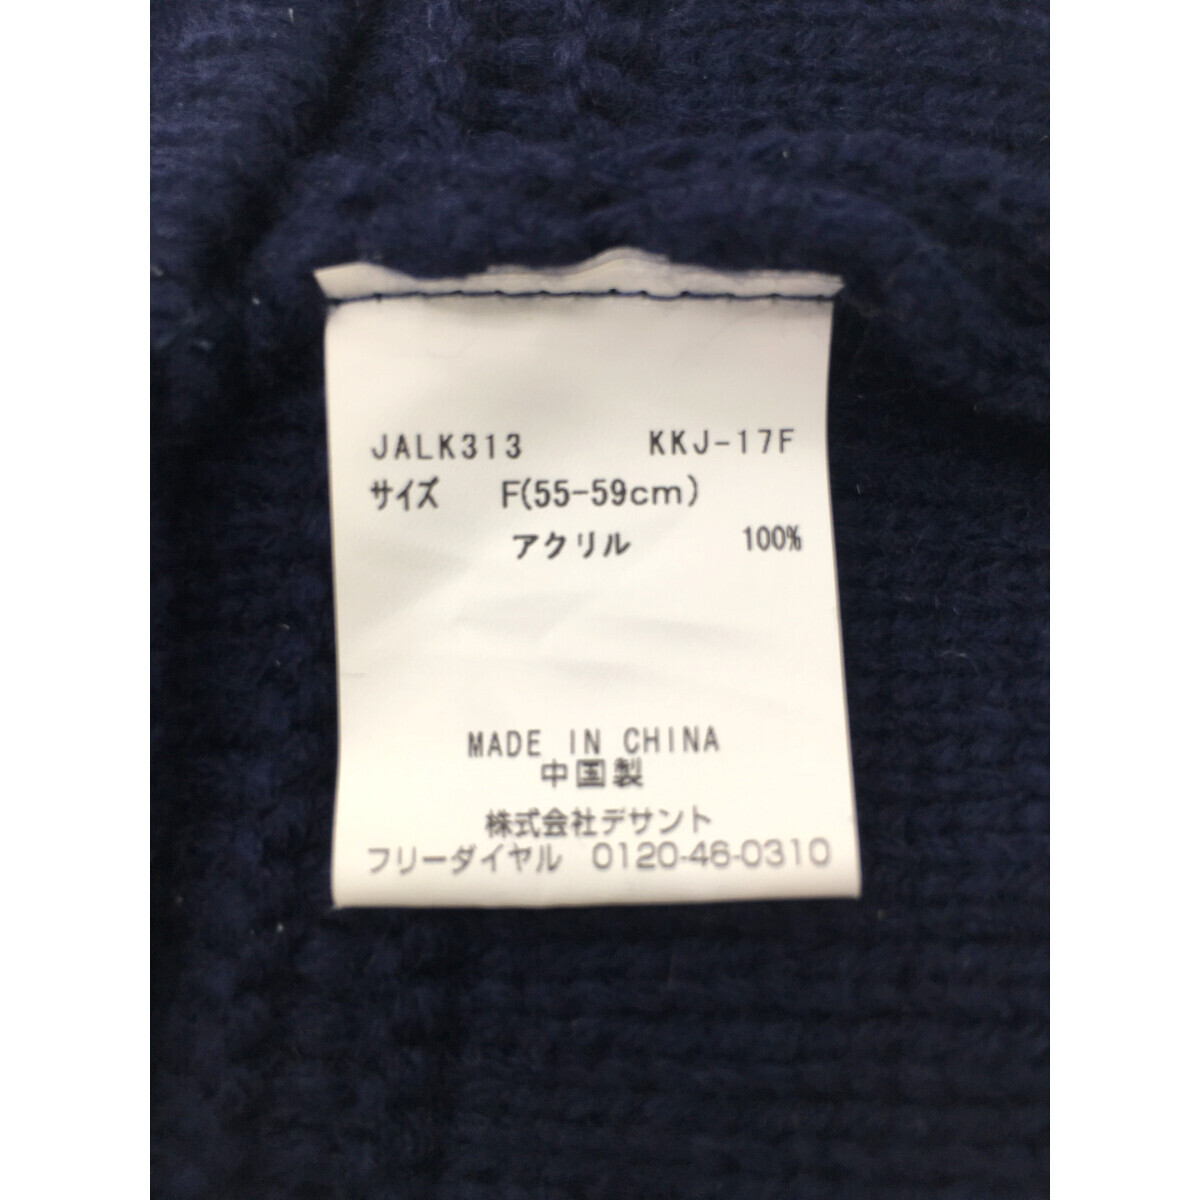 JALK313 KKJ-17F
サイズ F(55-59cm)
アクリル 100%
MADE IN CHINA
中国製
株式会社デサント
フリーダイヤル 0120-46-0310